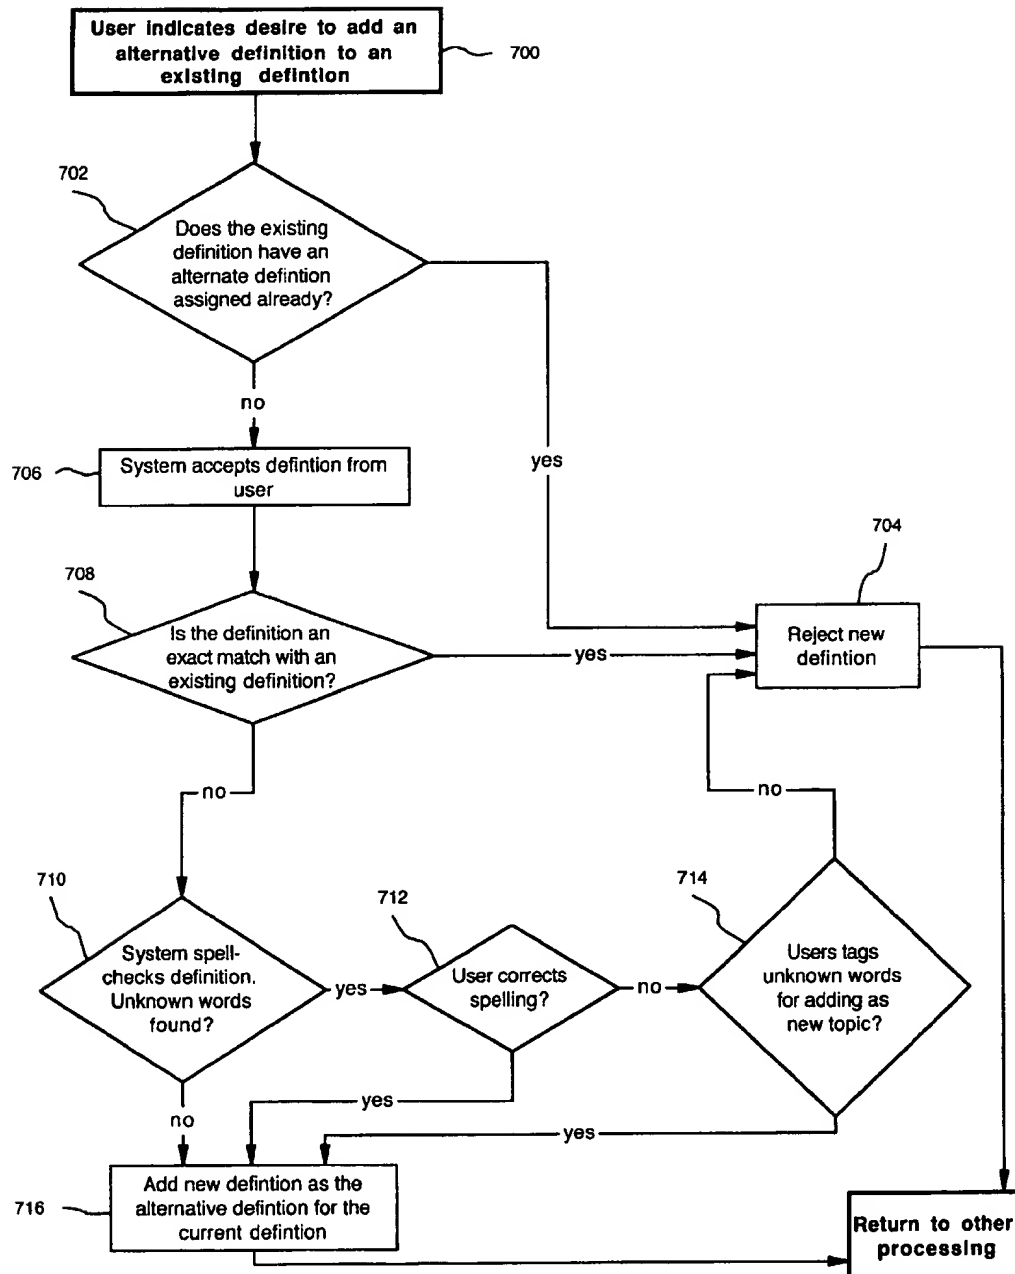 User indicates desire to add an
alternative definition to an
existing defintion
700
702
Does the existing
definition have an
alternate defintion
assigned already?
no
yes
706
System accepts defintion from
user
704
Reject new
defintion
708
Is the definition an
exact match with an
existing definition?
yes
no
no
710
System spell-
checks definition.
Unknown words
found?
yes
712
User corrects
spelling?
no
714
Users tags
unknown words
for adding as
new topic?
no
yes
yes
716
Add new defintion as the
alternative defintion for the
current defintion
Return to other
processing